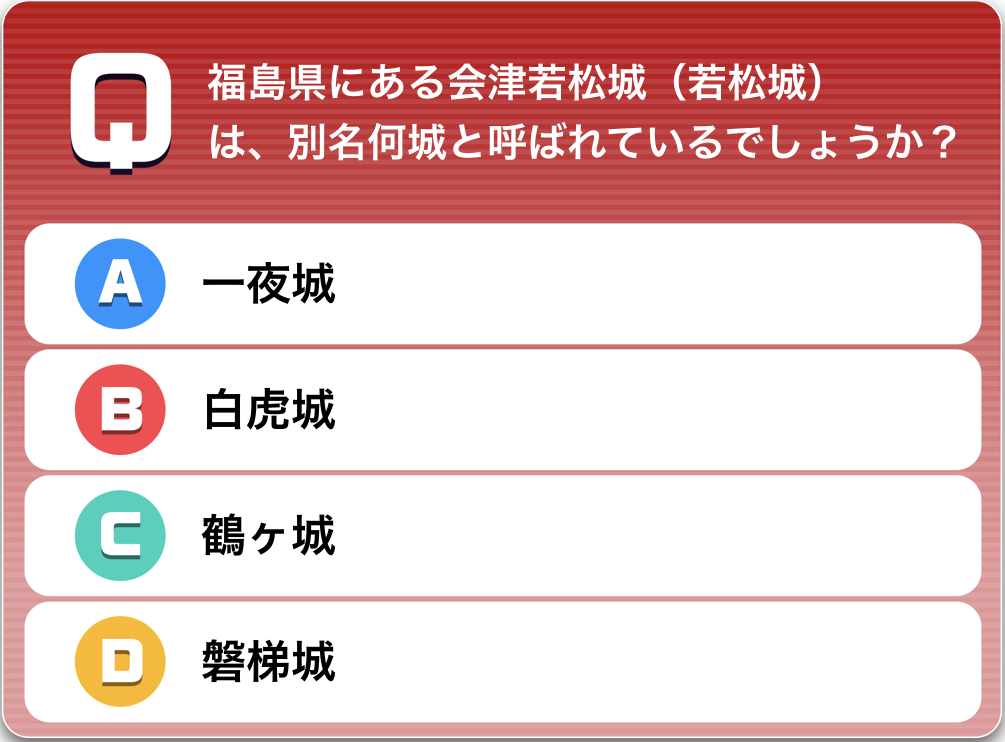 Q
福島県にある会津若松城（若松城）
は、別名何城と呼ばれているでしょうか？
A 一夜城
B 白虎城
C 鶴ヶ城
D 磐梯城